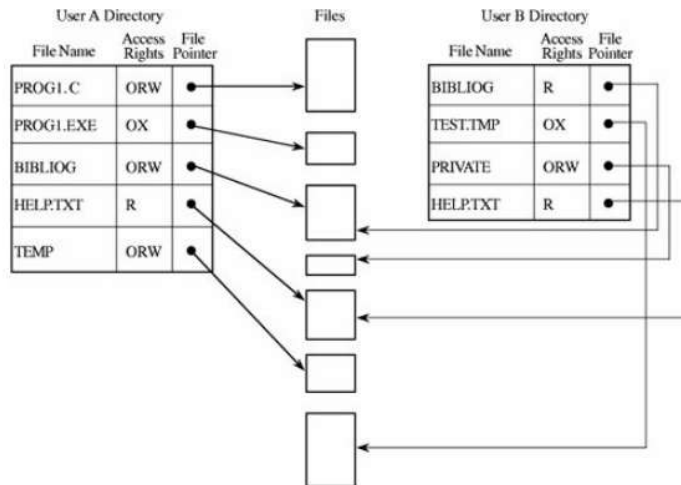 User A Directory
Files
User B Directory
File Name Access Rights File Pointer
PROG1.C ORW
PROG1.EXE OX
BIBLIOG ORW
HELP.TXT R
TEMP ORW
File Name Access Rights File Pointer
BIBLIOG R
TEST.TMP OX
PRIVATE ORW
HELP.TXT R